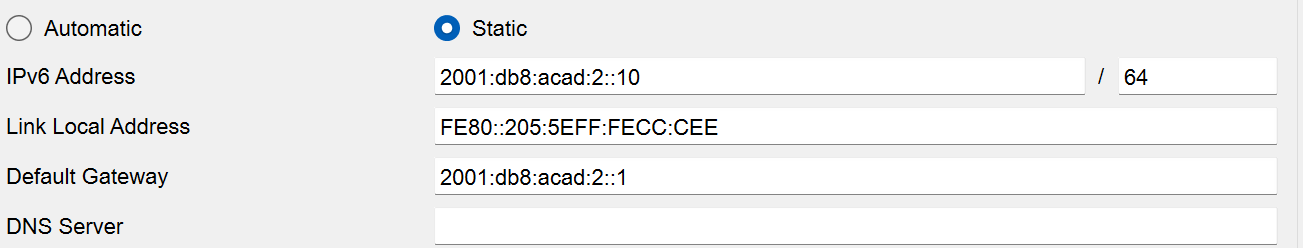 Automatic Static
IPv6 Address 2001:db8:acad:2::10 / 64
Link Local Address FE80::205:5EFF:FECC:CEE
Default Gateway 2001:db8:acad:2::1
DNS Server